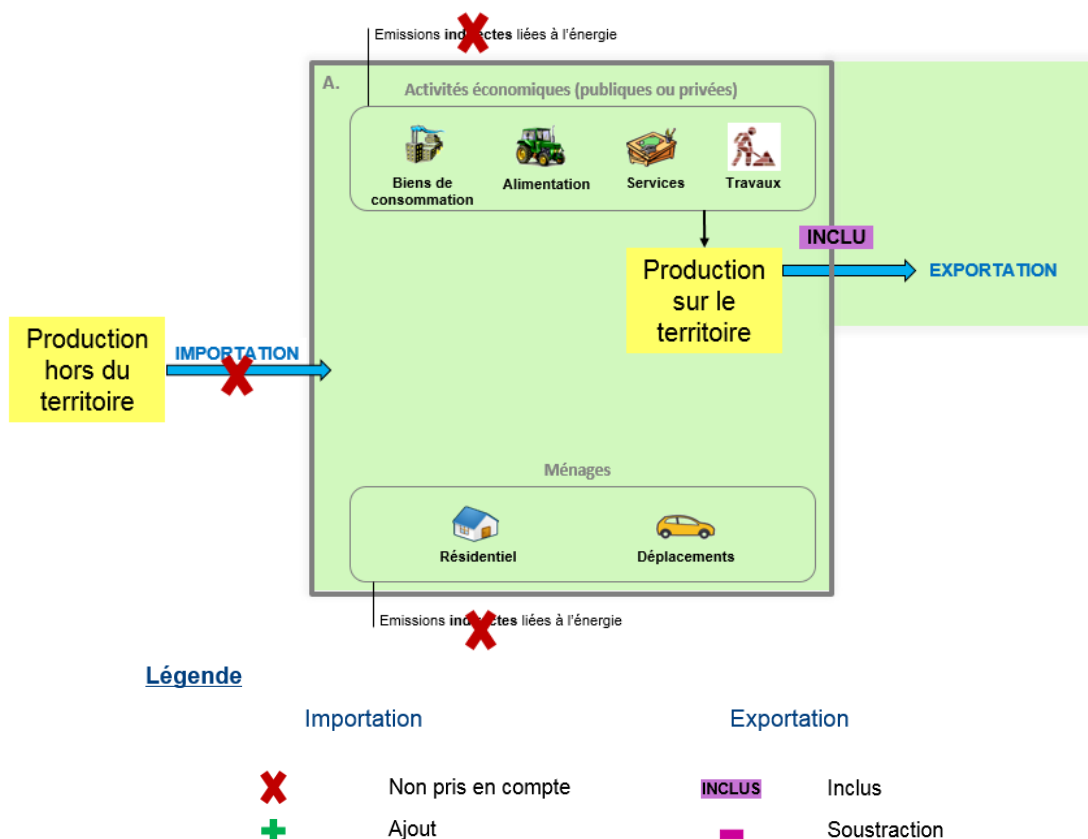 Emissions indirectes liées à l'énergie
A.
Activités économiques (publiques ou privées)
Biens de
consommation
Alimentation
Services
Travaux
INCLU
Production
sur le
territoire
EXPORTATION
Production
hors du
territoire
IMPORTATION
Ménages
Résidentiel
Déplacements
Emissions indirectes liées à l'énergie
Légende
Importation
Exportation
Non pris en compte
INCLUS
Inclus
Ajout
Soustraction